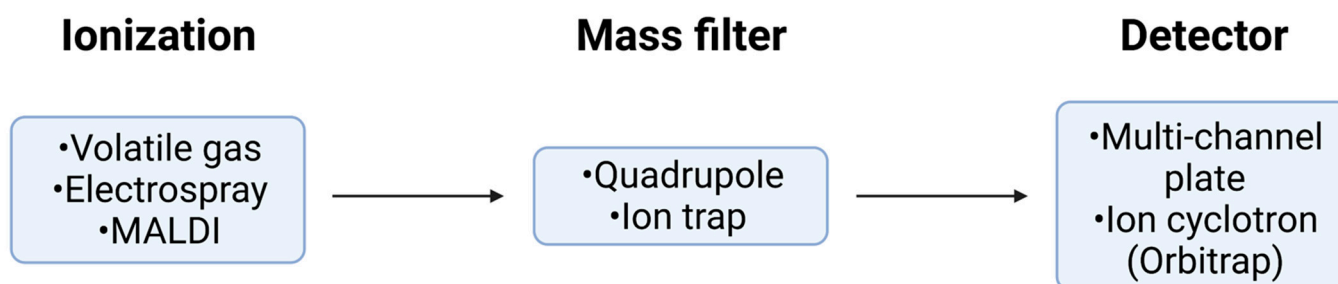 Ionization
Mass filter
Detector
•Volatile gas
•Electrospray
•MALDI
•Quadrupole
•Ion trap
•Multi-channel
plate
•Ion cyclotron
(Orbitrap)